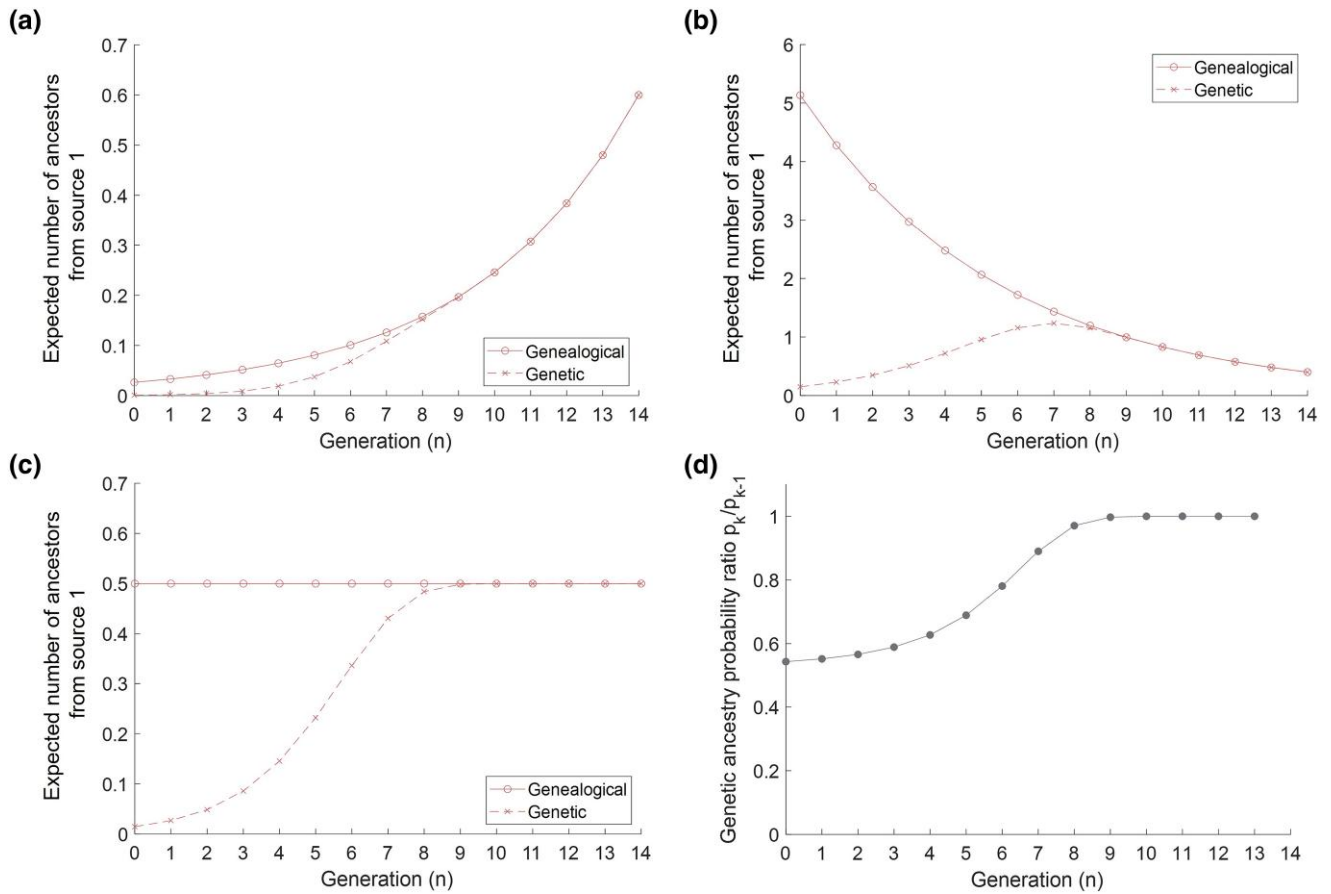 (a)
Expected number of ancestors
from source 1
0.7
0.6
0.5
0.4
0.3
0.2
0.1
0
0 1 2 3 4 5 6 7 8 9 10 11 12 13 14
Generation (n)
Genealogical
Genetic
(b)
Expected number of ancestors
from source 1
6
5
4
3
2
1
0
0 1 2 3 4 5 6 7 8 9 10 11 12 13 14
Generation (n)
Genealogical
Genetic
(c)
Expected number of ancestors
from source 1
0.7
0.6
0.5
0.4
0.3
0.2
0.1
0
0 1 2 3 4 5 6 7 8 9 10 11 12 13 14
Generation (n)
Genealogical
Genetic
(d)
Genetic ancestry probability ratio p_k/p_{k-1}
1
0.8
0.6
0.4
0.2
0
0 1 2 3 4 5 6 7 8 9 10 11 12 13 14
Generation (n)